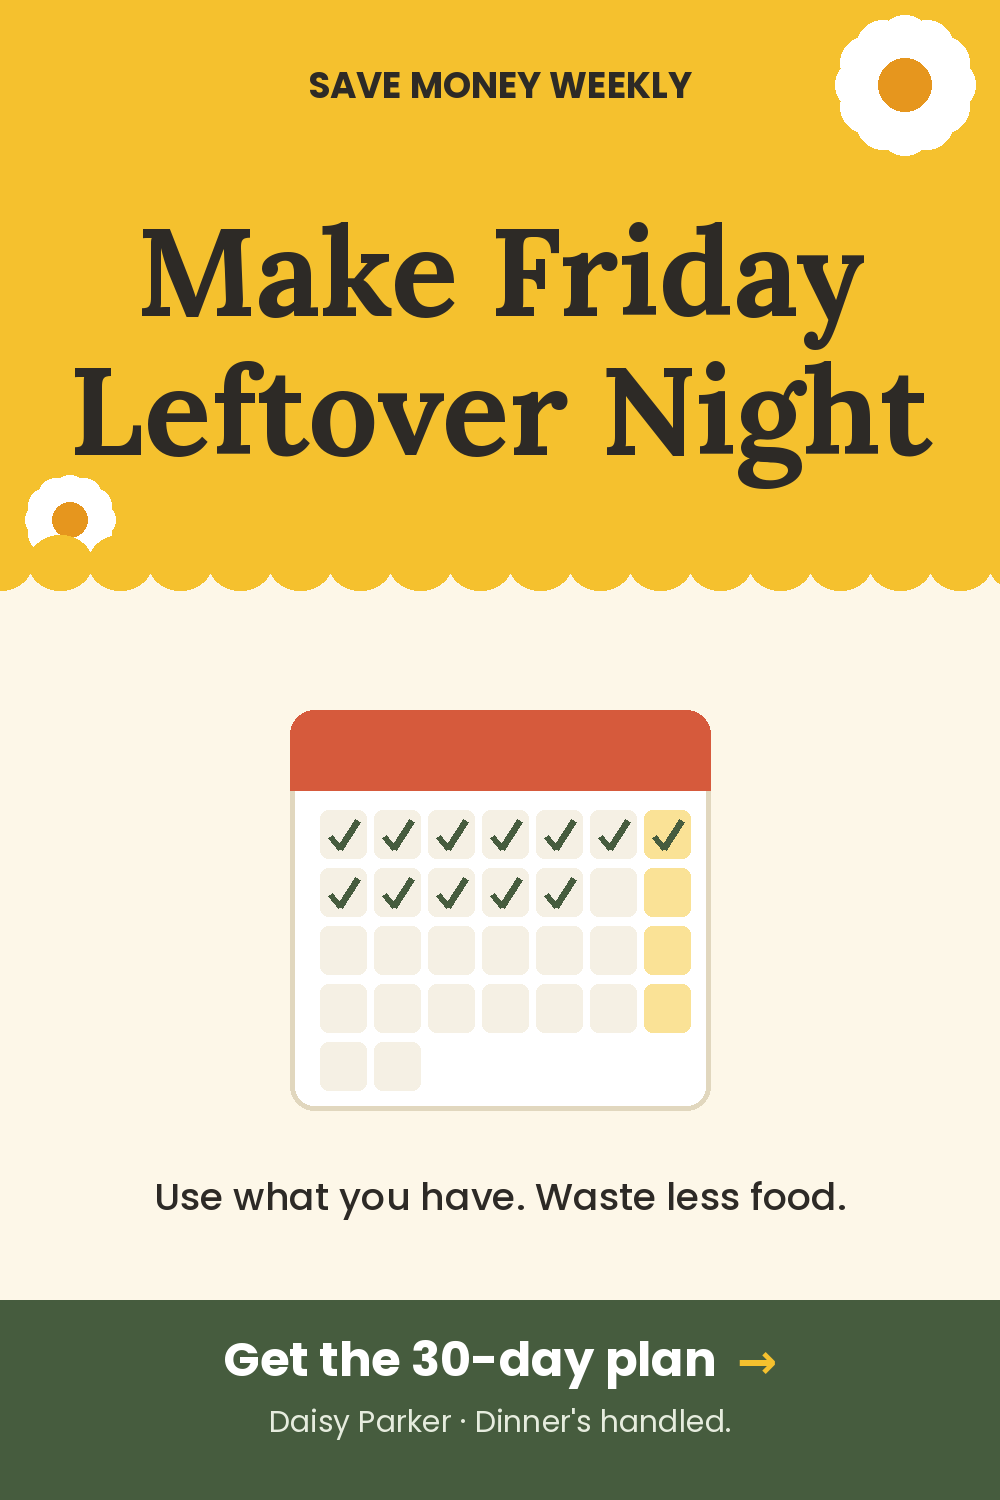 SAVE MONEY WEEKLY
Make Friday
Leftover Night
Use what you have. Waste less food.
Get the 30-day plan →
Daisy Parker · Dinner's handled.